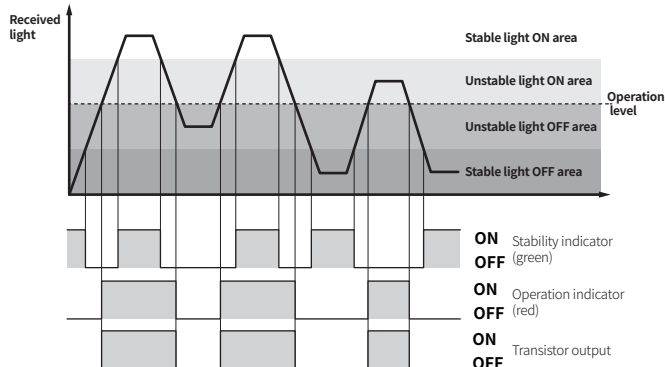 Received
light
Stable light ON area
Unstable light ON area
Operation
level
Unstable light OFF area
Stable light OFF area
ON
Stability indicator
OFF
(green)
ON
Operation indicator
OFF
(red)
ON
Transistor output
OFF